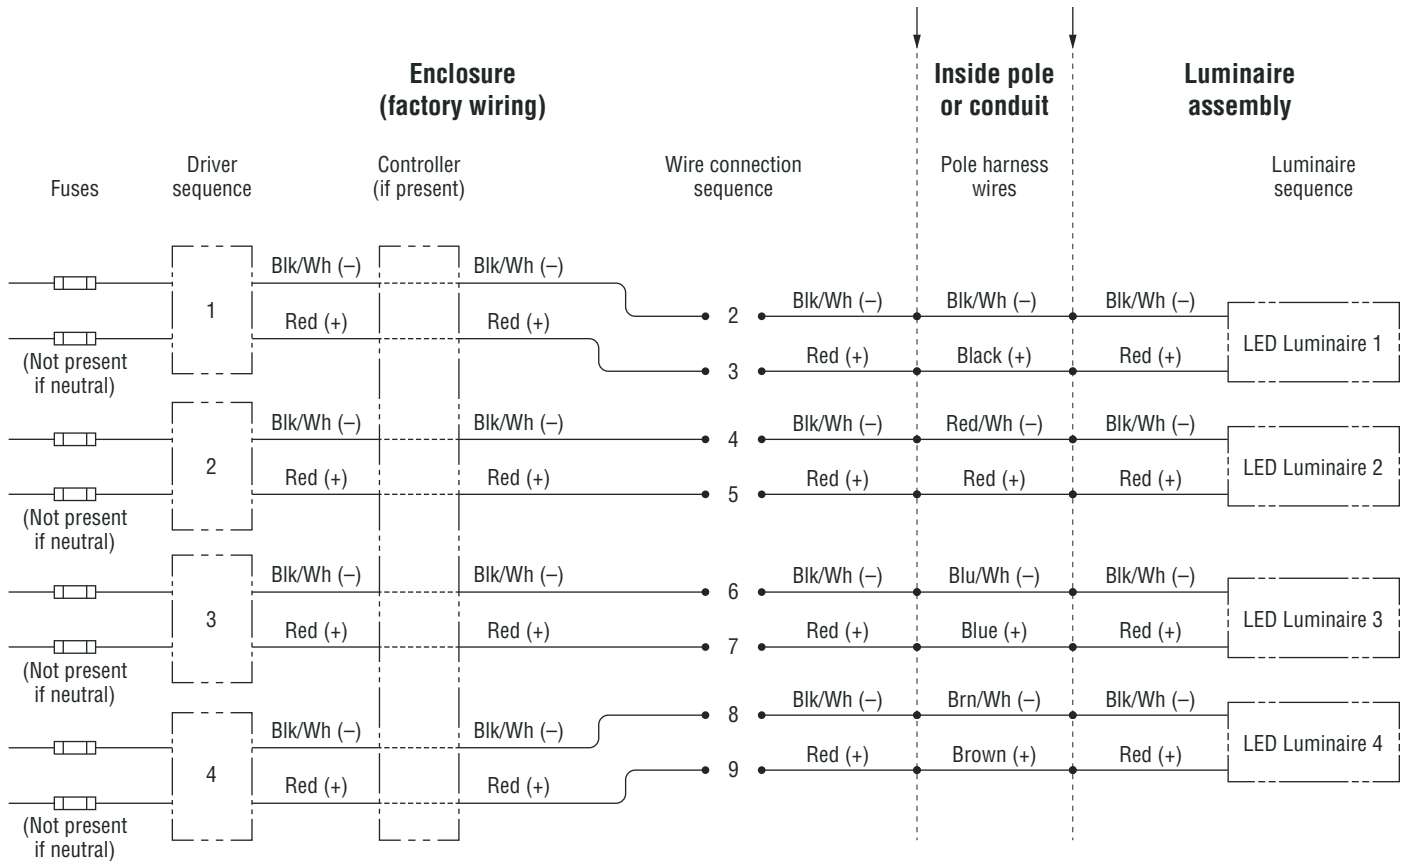 Enclosure
(factory wiring)
Inside pole
or conduit
Luminaire
assembly
Fuses
Driver
sequence
Controller
(if present)
Wire connection
sequence
Pole harness
wires
Luminaire
sequence
Blk/Wh (–)
Blk/Wh (–)
1
Red (+)
Red (+)
(Not present
if neutral)
2
Blk/Wh (–)
Blk/Wh (–)
Blk/Wh (–)
LED Luminaire 1
3
Red (+)
Black (+)
Red (+)
Blk/Wh (–)
Blk/Wh (–)
2
Red (+)
Red (+)
(Not present
if neutral)
4
Blk/Wh (–)
Red/Wh (–)
Blk/Wh (–)
LED Luminaire 2
5
Red (+)
Red (+)
Red (+)
Blk/Wh (–)
Blk/Wh (–)
3
Red (+)
Red (+)
(Not present
if neutral)
6
Blk/Wh (–)
Blu/Wh (–)
Blk/Wh (–)
LED Luminaire 3
7
Red (+)
Blue (+)
Red (+)
Blk/Wh (–)
Blk/Wh (–)
4
Red (+)
Red (+)
(Not present
if neutral)
8
Blk/Wh (–)
Brn/Wh (–)
Blk/Wh (–)
LED Luminaire 4
9
Red (+)
Brown (+)
Red (+)